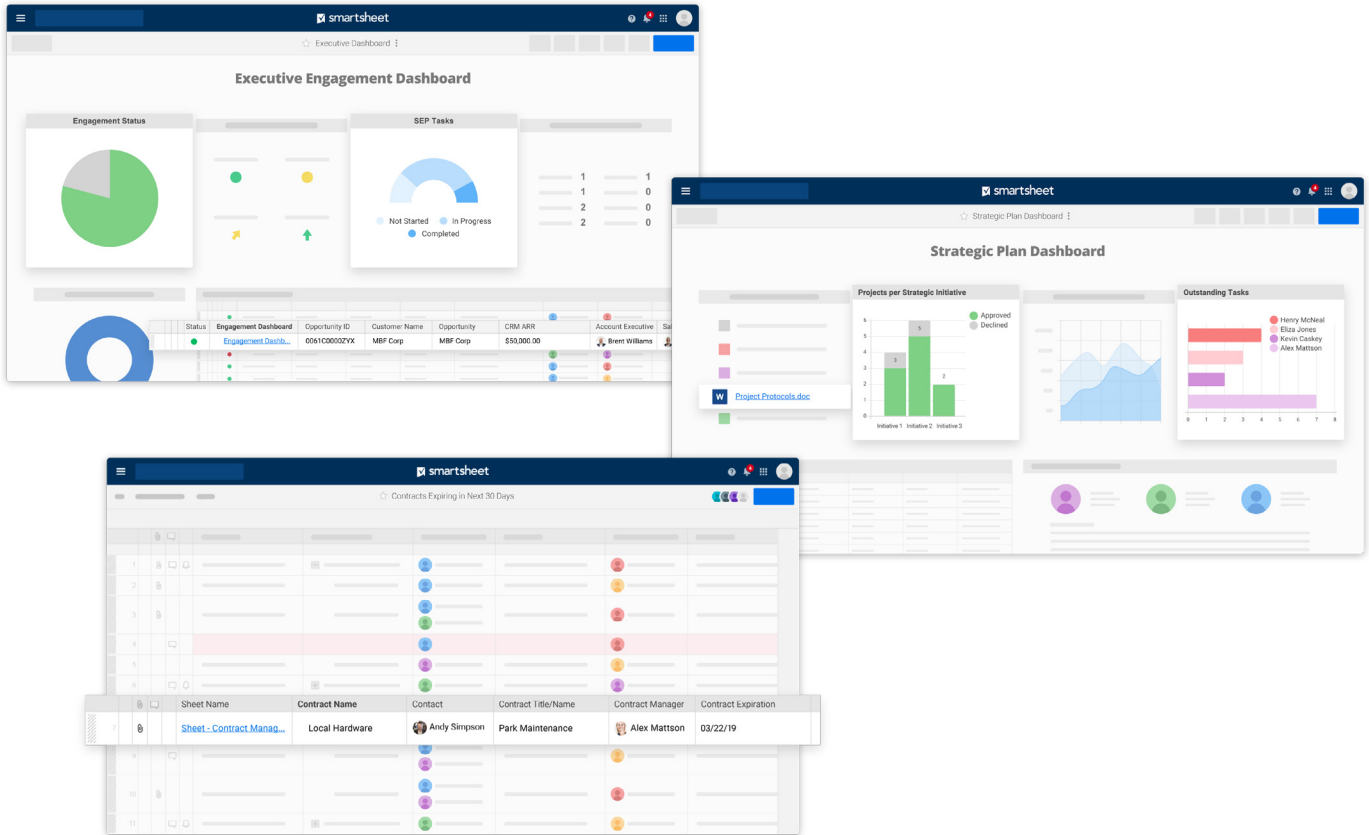 smartsheet
4
Executive Dashboard
Executive Engagement Dashboard
Engagement Status
SEP Tasks
Not Started
In Progress
Completed
1 1
1 0
2 0
2 0
Status Engagement Dashboard Opportunity ID Customer Name Opportunity CRM ARR Account Executive Sal
Engagement Dashb... 0061C0000ZYX MBF Corp MBF Corp $50,000.00 Brent Williams
smartsheet
4
Strategic Plan Dashboard
Strategic Plan Dashboard
W Project Protocols.doc
Projects per Strategic Initiative
Approved
Declined
6
5
4
3
2
1
0
3
5
2
Initiative 1 Initiative 2 Initiative 3
Outstanding Tasks
Henry McNeal
Eliza Jones
Kevin Caskey
Alex Mattson
0 1 2 3 4 5 6 7 8
smartsheet
4
Contracts Expiring in Next 30 Days
1
2
3
4
5
6
Sheet Name Contract Name Contact Contract Title/Name Contract Manager Contract Expiration
7 Sheet - Contract Manag... Local Hardware Andy Simpson Park Maintenance Alex Mattson 03/22/19
9
10
11